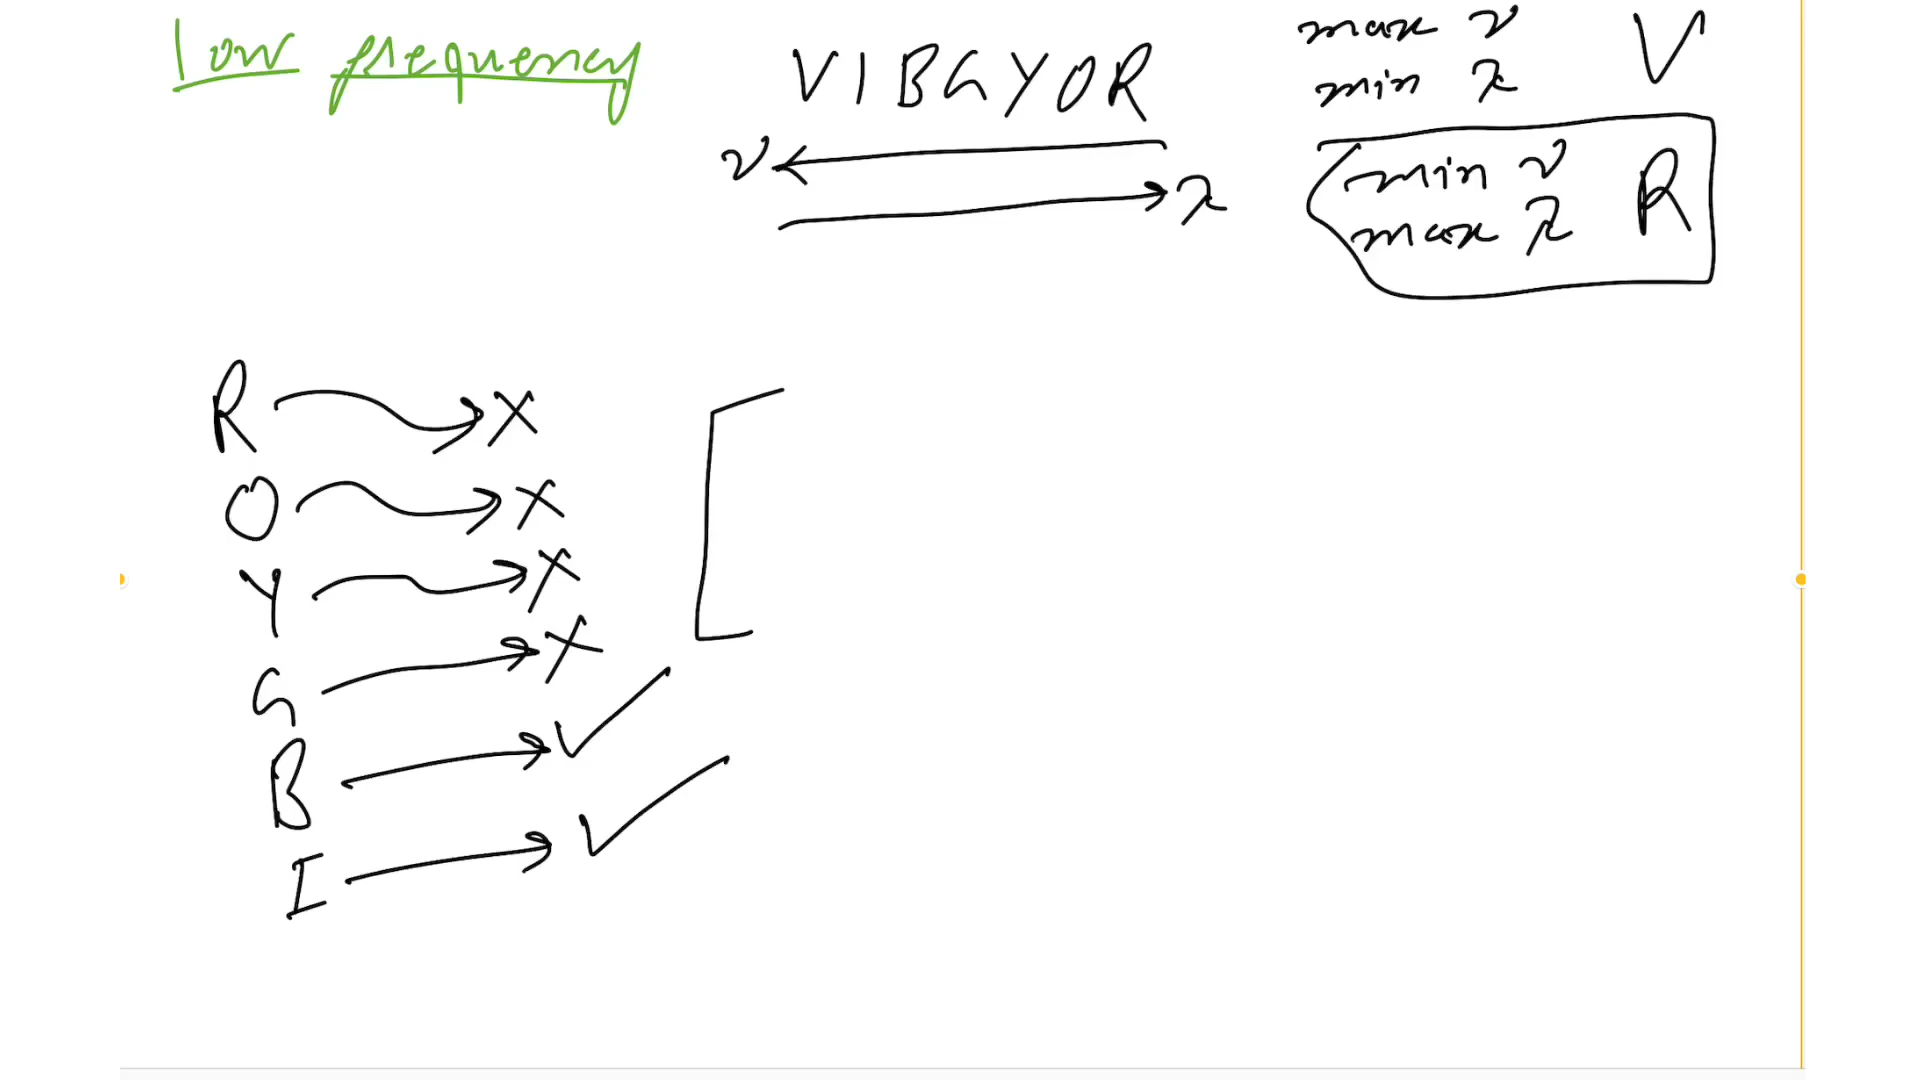 Low frequency
VIBGYOR
ν
λ
max ν
min λ
V
min ν
max λ
R
R → X
O → X
Y → X
G → X
B → ✓
I → ✓